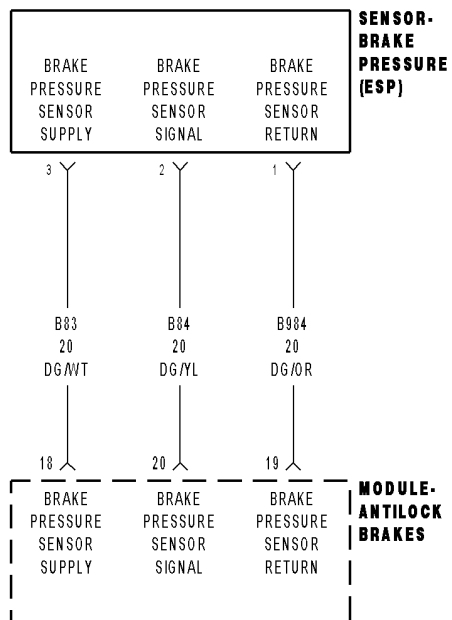 SENSOR-
BRAKE
PRESSURE
(ESP)
BRAKE
PRESSURE
SENSOR
SUPPLY
BRAKE
PRESSURE
SENSOR
SIGNAL
BRAKE
PRESSURE
SENSOR
RETURN
3
2
1
B83
20
DG/WT
B84
20
DG/YL
B984
20
DG/OR
18
20
19
MODULE-
ANTILOCK
BRAKES
BRAKE
PRESSURE
SENSOR
SUPPLY
BRAKE
PRESSURE
SENSOR
SIGNAL
BRAKE
PRESSURE
SENSOR
RETURN